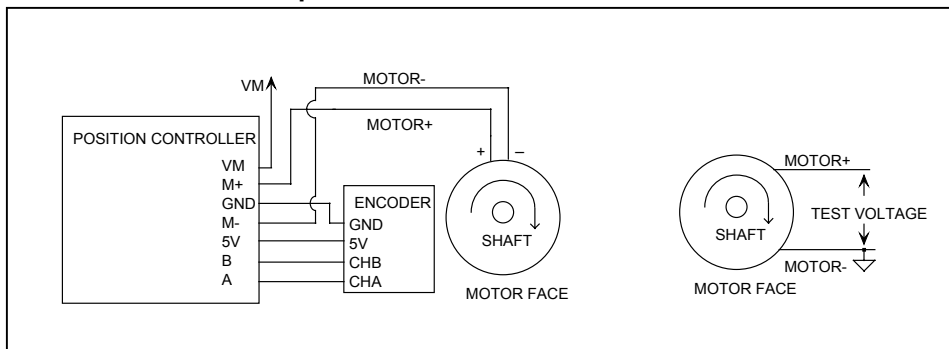 MOTOR-
VM
MOTOR+
POSITION CONTROLLER
VM
M+
GND
M-
5V
B
A
ENCODER
GND
5V
CHB
CHA
+ –
SHAFT
MOTOR FACE
MOTOR+
TEST VOLTAGE
SHAFT
MOTOR-
MOTOR FACE